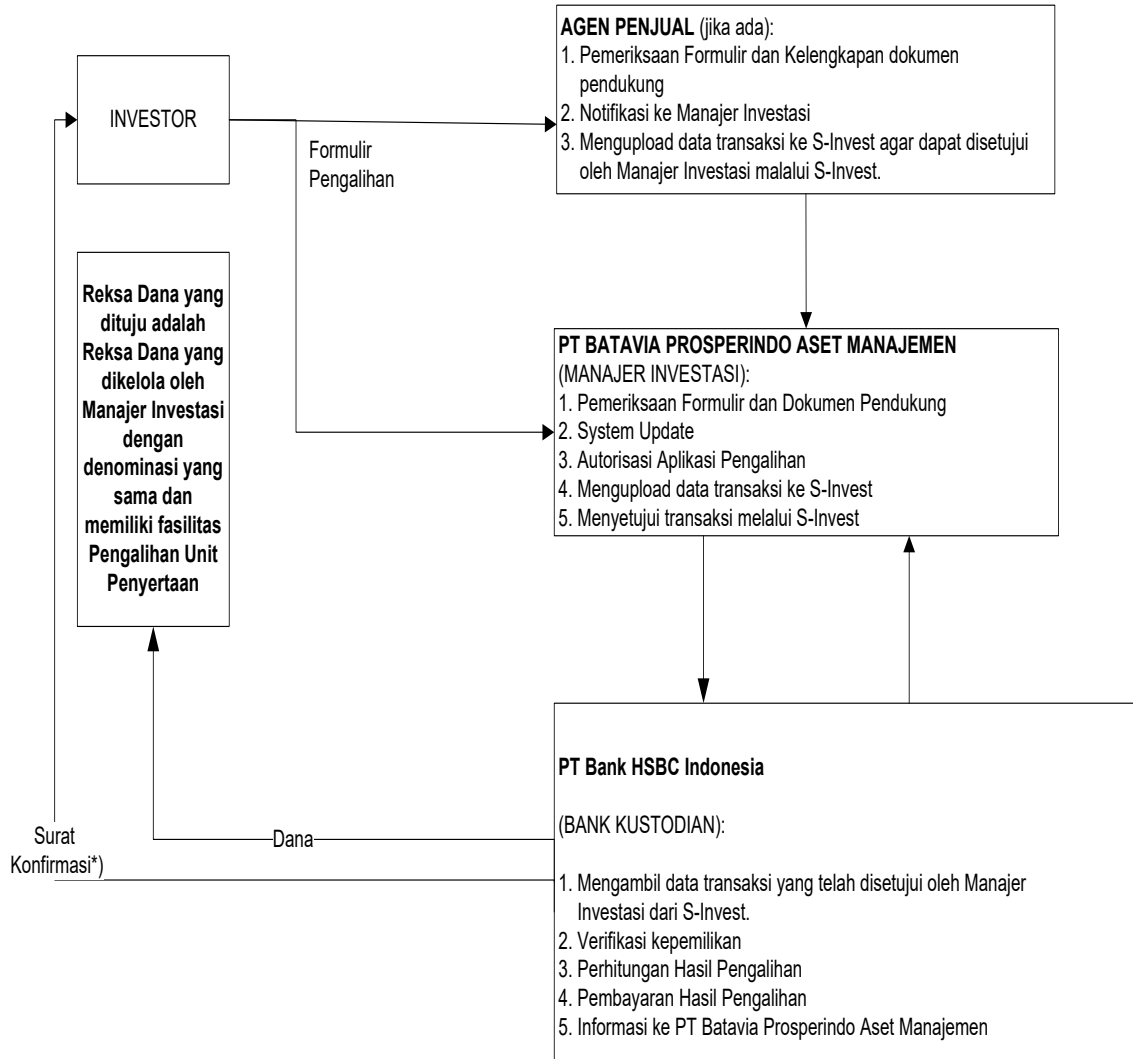 AGEN PENJUAL (jika ada):
1. Pemeriksaan Formulir dan Kelengkapan dokumen
pendukung
2. Notifikasi ke Manajer Investasi
3. Mengupload data transaksi ke S-Invest agar dapat disetujui
oleh Manajer Investasi malalui S-Invest.
INVESTOR
Formulir
Pengalihan
Reksa Dana yang
dituju adalah
Reksa Dana yang
dikelola oleh
Manajer Investasi
dengan
denominasi yang
sama dan
memiliki fasilitas
Pengalihan Unit
Penyertaan
PT BATAVIA PROSPERINDO ASET MANAJEMEN
(MANAJER INVESTASI):
1. Pemeriksaan Formulir dan Dokumen Pendukung
2. System Update
3. Autorisasi Aplikasi Pengalihan
4. Mengupload data transaksi ke S-Invest
5. Menyetujui transaksi melalui S-Invest
PT Bank HSBC Indonesia
(BANK KUSTODIAN):
1. Mengambil data transaksi yang telah disetujui oleh Manajer
Investasi dari S-Invest.
2. Verifikasi kepemilikan
3. Perhitungan Hasil Pengalihan
4. Pembayaran Hasil Pengalihan
5. Informasi ke PT Batavia Prosperindo Aset Manajemen
Dana
Surat
Konfirmasi*)